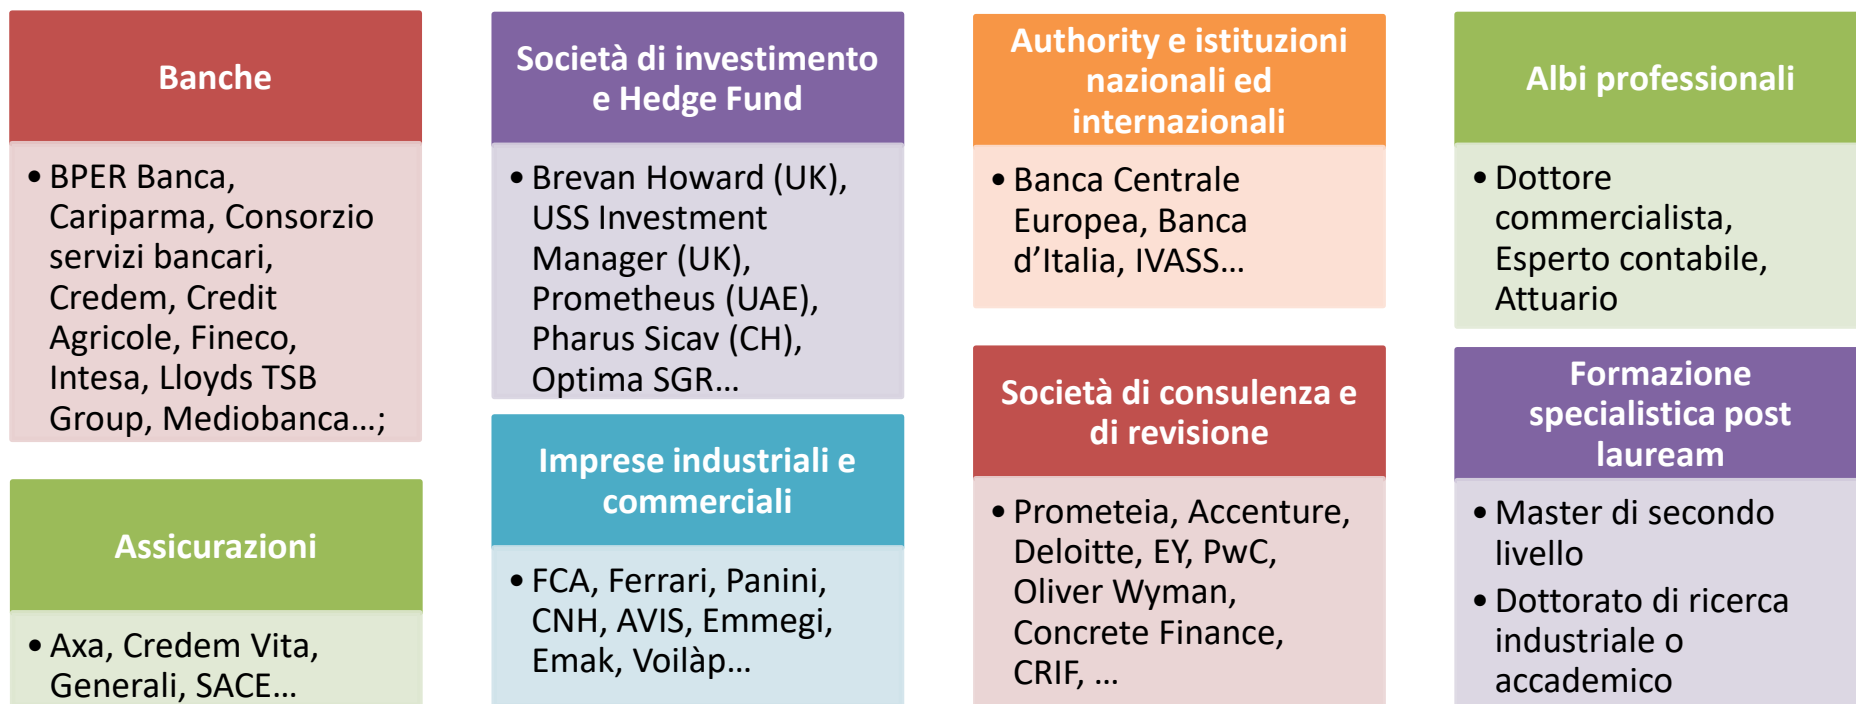 Banche
• BPER Banca,
Cariparma, Consorzio
servizi bancari,
Credem, Credit
Agricole, Fineco,
Intesa, Lloyds TSB
Group, Mediobanca...;
Assicurazioni
• Axa, Credem Vita,
Generali, SACE...
Società di investimento
e Hedge Fund
• Brevan Howard (UK),
USS Investment
Manager (UK),
Prometheus (UAE),
Pharus Sicav (CH),
Optima SGR...
Imprese industriali e
commerciali
• FCA, Ferrari, Panini,
CNH, AVIS, Emmegi,
Emak, Voilàp...
Authority e istituzioni
nazionali ed
internazionali
• Banca Centrale
Europea, Banca
d’Italia, IVASS...
Società di consulenza e
di revisione
• Prometeia, Accenture,
Deloitte, EY, PwC,
Oliver Wyman,
Concrete Finance,
CRIF, ...
Albi professionali
• Dottore
commercialista,
Esperto contabile,
Attuario
Formazione
specialistica post
lauream
• Master di secondo
livello
• Dottorato di ricerca
industriale o
accademico